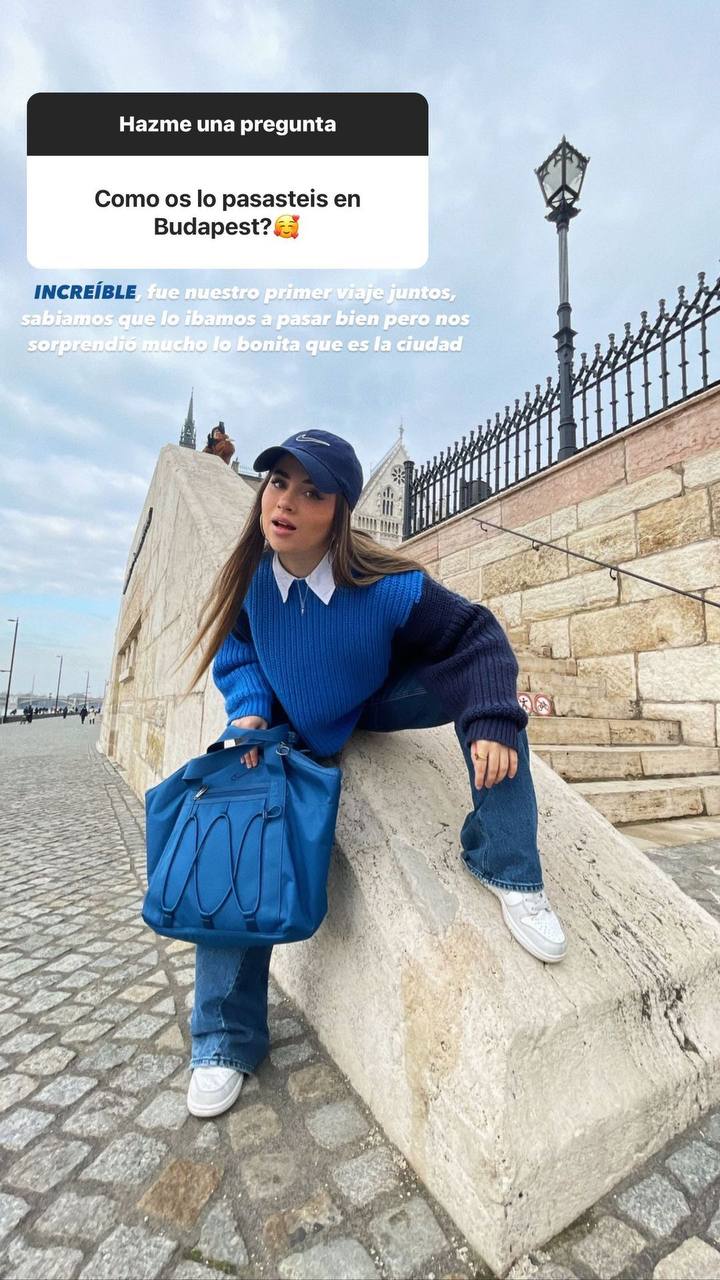 Hazme una pregunta
Como os lo pasasteis en
Budapest?🥰
INCREÍBLE, fue nuestro primer viaje juntos,
sabiamos que lo ibamos a pasar bien pero nos
sorprendió mucho lo bonita que es la ciudad